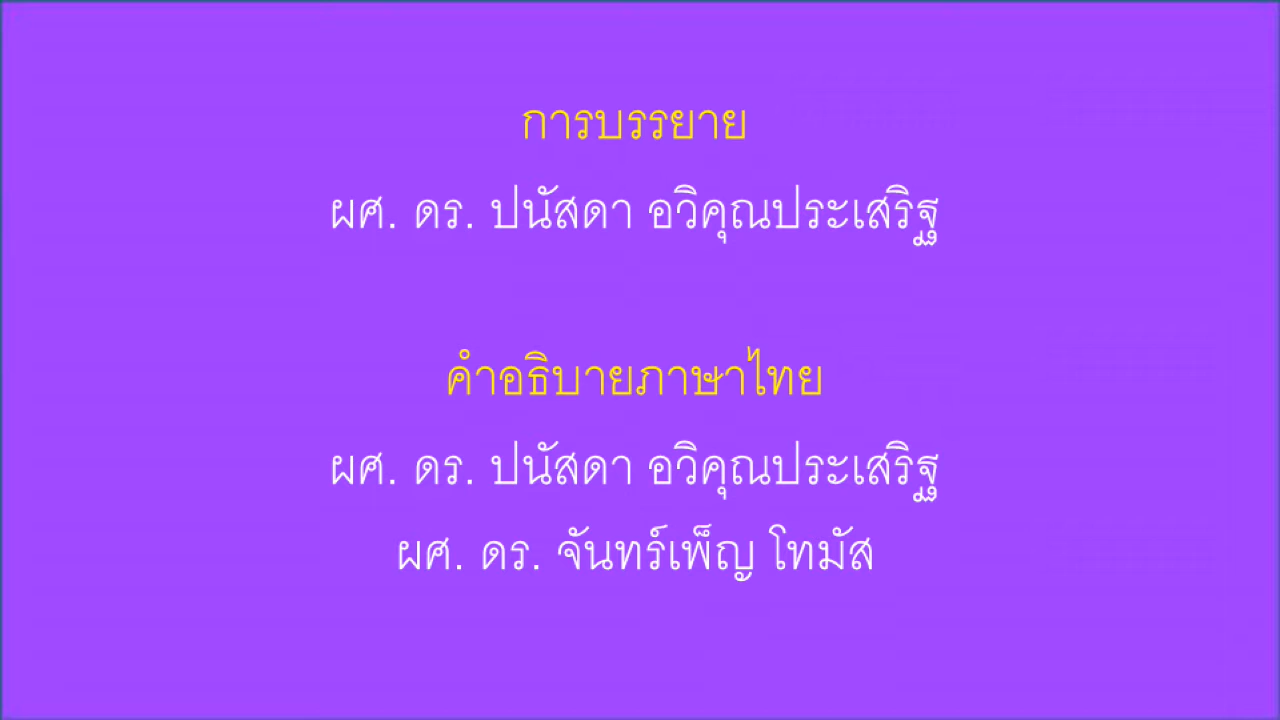 การบรรยาย
ผศ. ดร. ปนัสดา อวิคุณประเสริฐ
คำอธิบายภาษาไทย
ผศ. ดร. ปนัสดา อวิคุณประเสริฐ
ผศ. ดร. จันทร์เพ็ญ โทมัส